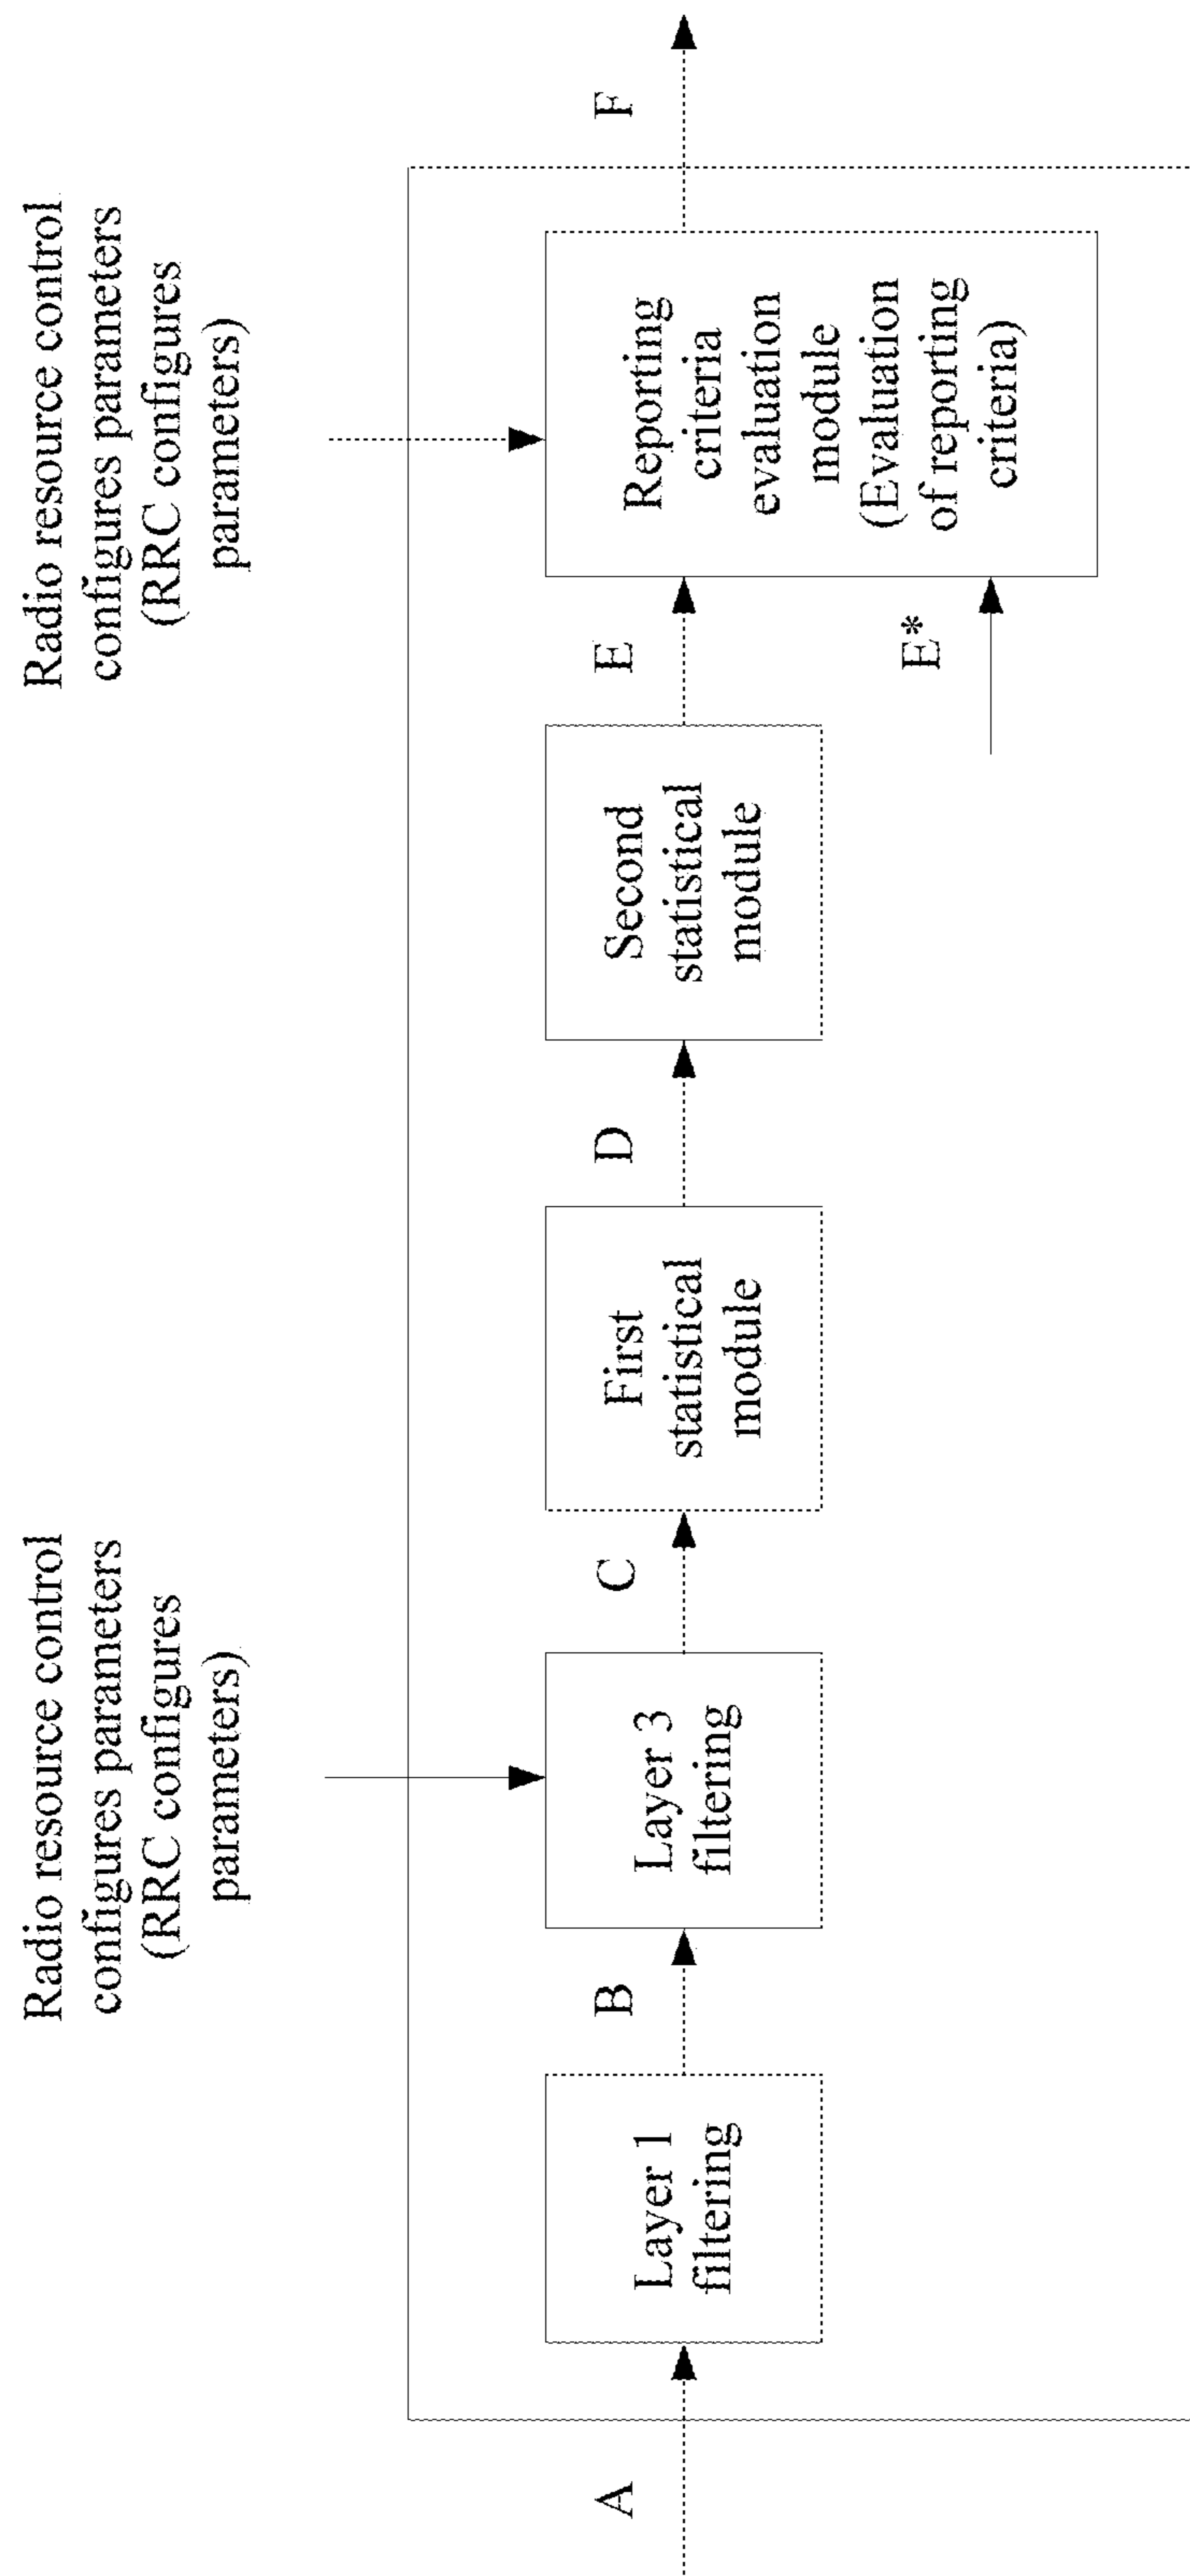 Radio resource control
configures parameters
(RRC configures
parameters)
Radio resource control
configures parameters
(RRC configures
parameters)
A
Layer 1
filtering
B
Layer 3
filtering
C
First
statistical
module
D
Second
statistical
module
E
E*
Reporting
criteria
evaluation
module
(Evaluation
of reporting
criteria)
F